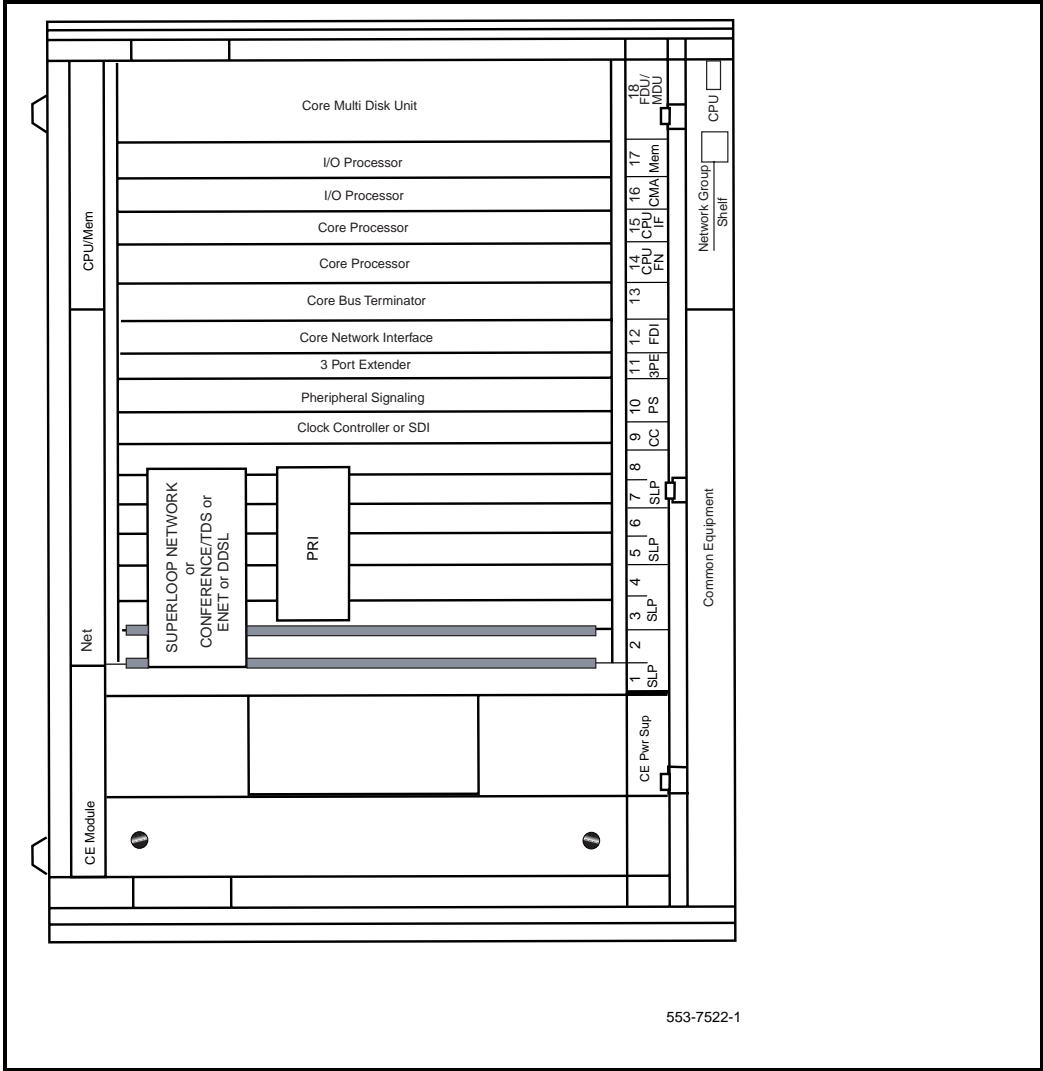 Core Multi Disk Unit
I/O Processor
I/O Processor
Core Processor
Core Processor
Core Bus Terminator
Core Network Interface
3 Port Extender
Pheripheral Signaling
Clock Controller or SDI
SUPERLOOP NETWORK
or
CONFERENCE/TDS or
ENET or DDSL
PRI
CPU/Mem
Net
CE Module
18
FDU/
MDU
17
Mem
16
CMA
15
CPU
IF
14
CPU
FN
13
12
FDI
11
3PE
10
PS
9
CC
8
7
SLP
6
5
SLP
4
3
SLP
2
1
SLP
CE Pwr Sup
CPU
Network Group
Shelf
Common Equipment
553-7522-1